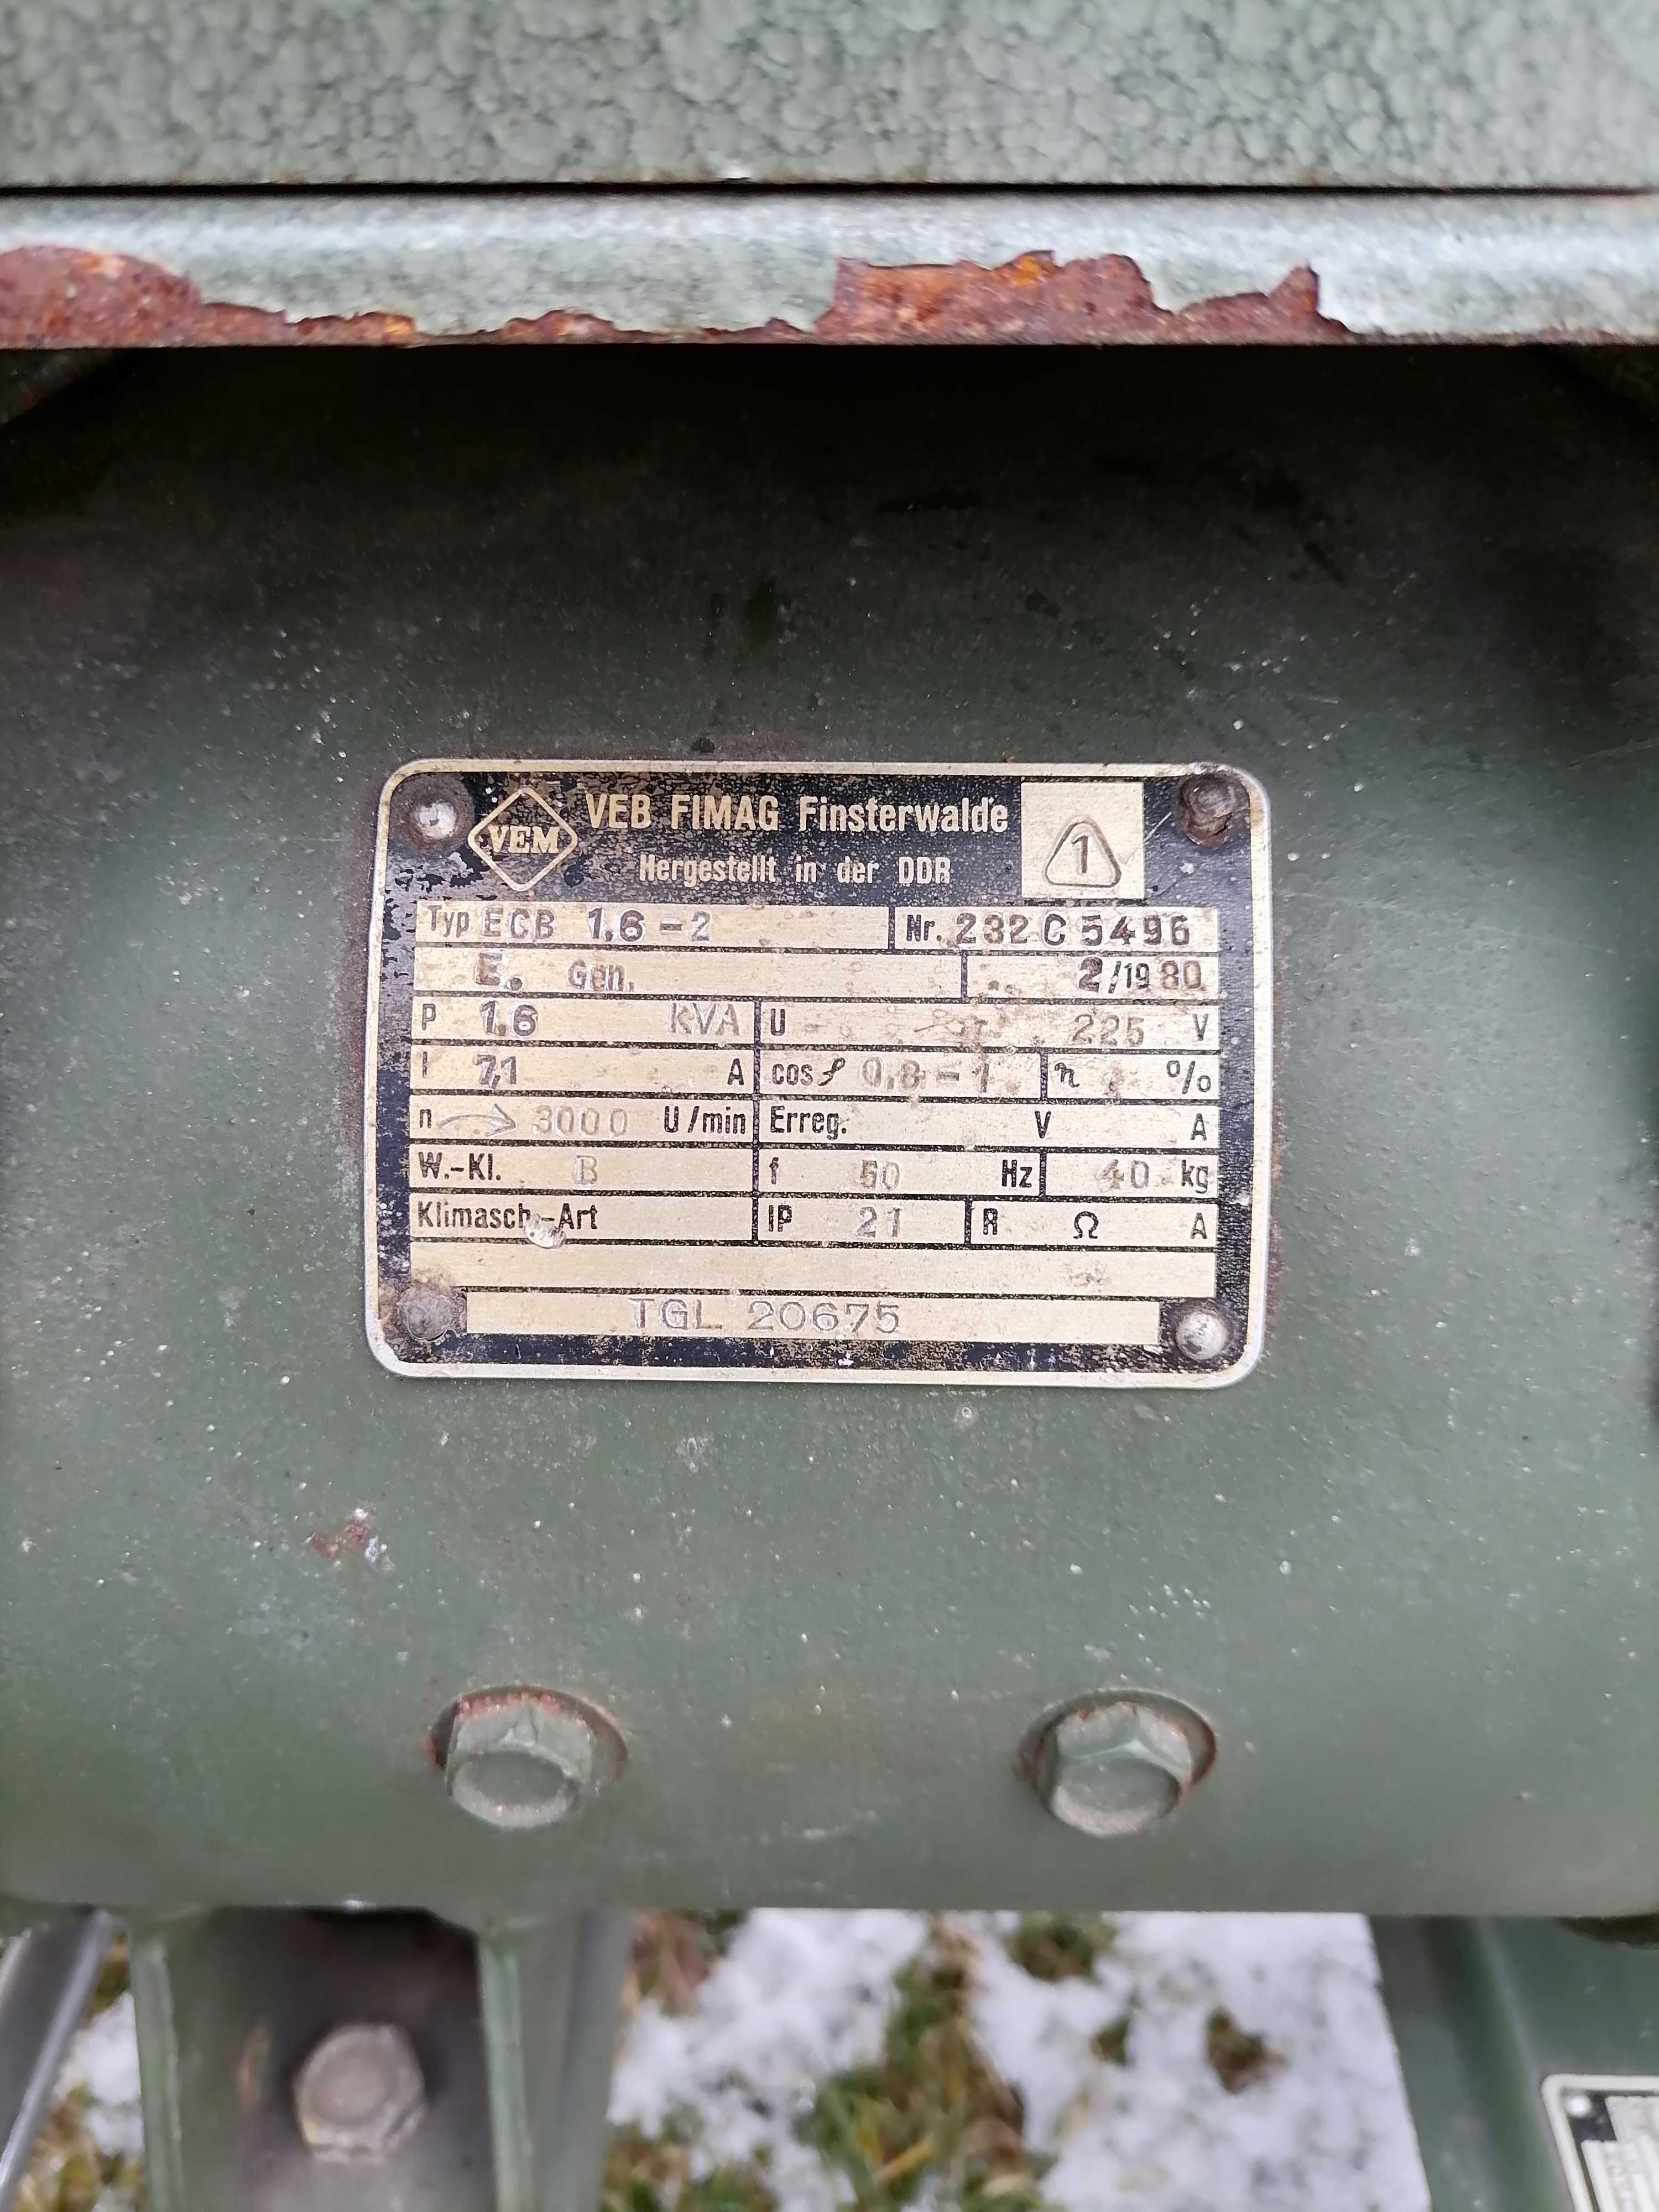 VEM VEB FIMAG Finsterwalde 1
Hergestellt in der DDR
Typ ECB 1,6-2 Nr. 232 C 5496
E. Gen. 2/1980
P 1,6 KVA U 225 V
I 7,1 A cos φ 0,8-1 η %
n → 3000 U/min Erreg. V A
W.-Kl. B f 50 Hz 40 kg
Klimasch.-Art IP 21 R Ω A
TGL 20675